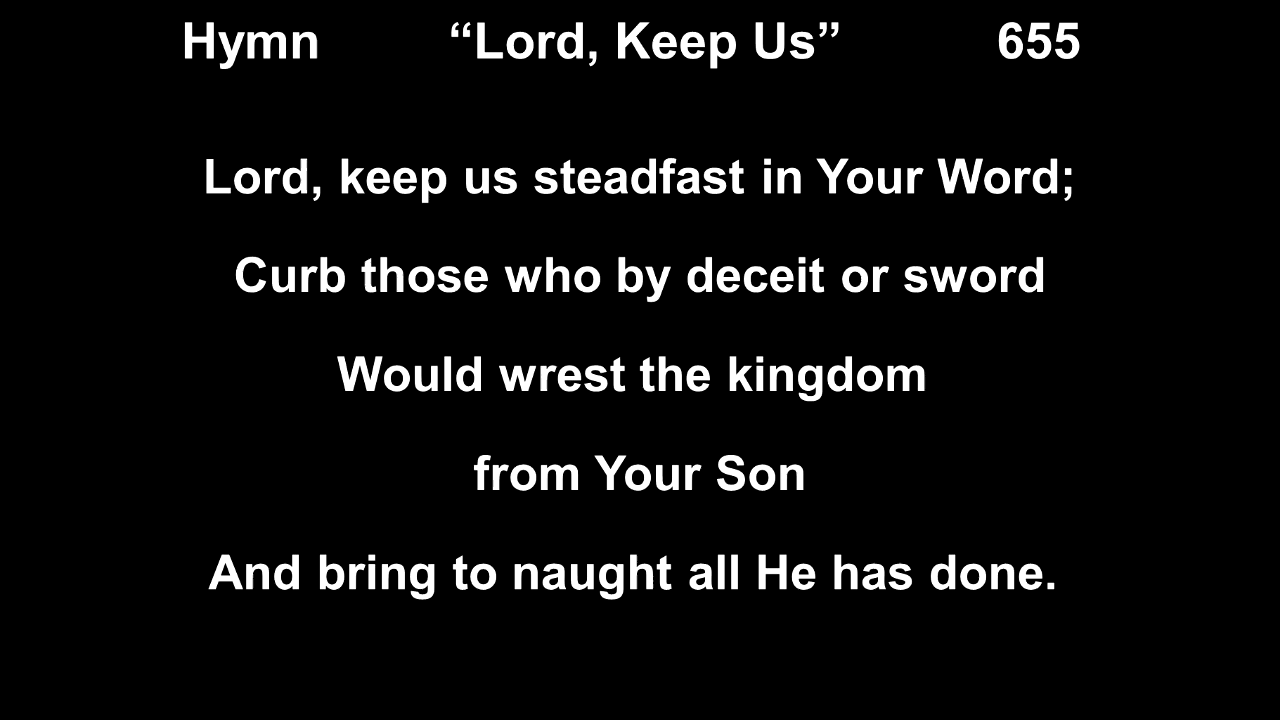 Hymn “Lord, Keep Us” 655
Lord, keep us steadfast in Your Word;
Curb those who by deceit or sword
Would wrest the kingdom
from Your Son
And bring to naught all He has done.